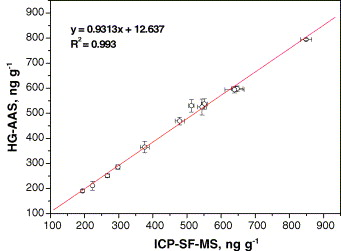 900
800
700
600
500
400
300
200
100
y = 0.9313x + 12.637
R² = 0.993
HG-AAS, ng g⁻¹
100 200 300 400 500 600 700 800 900
ICP-SF-MS, ng g⁻¹